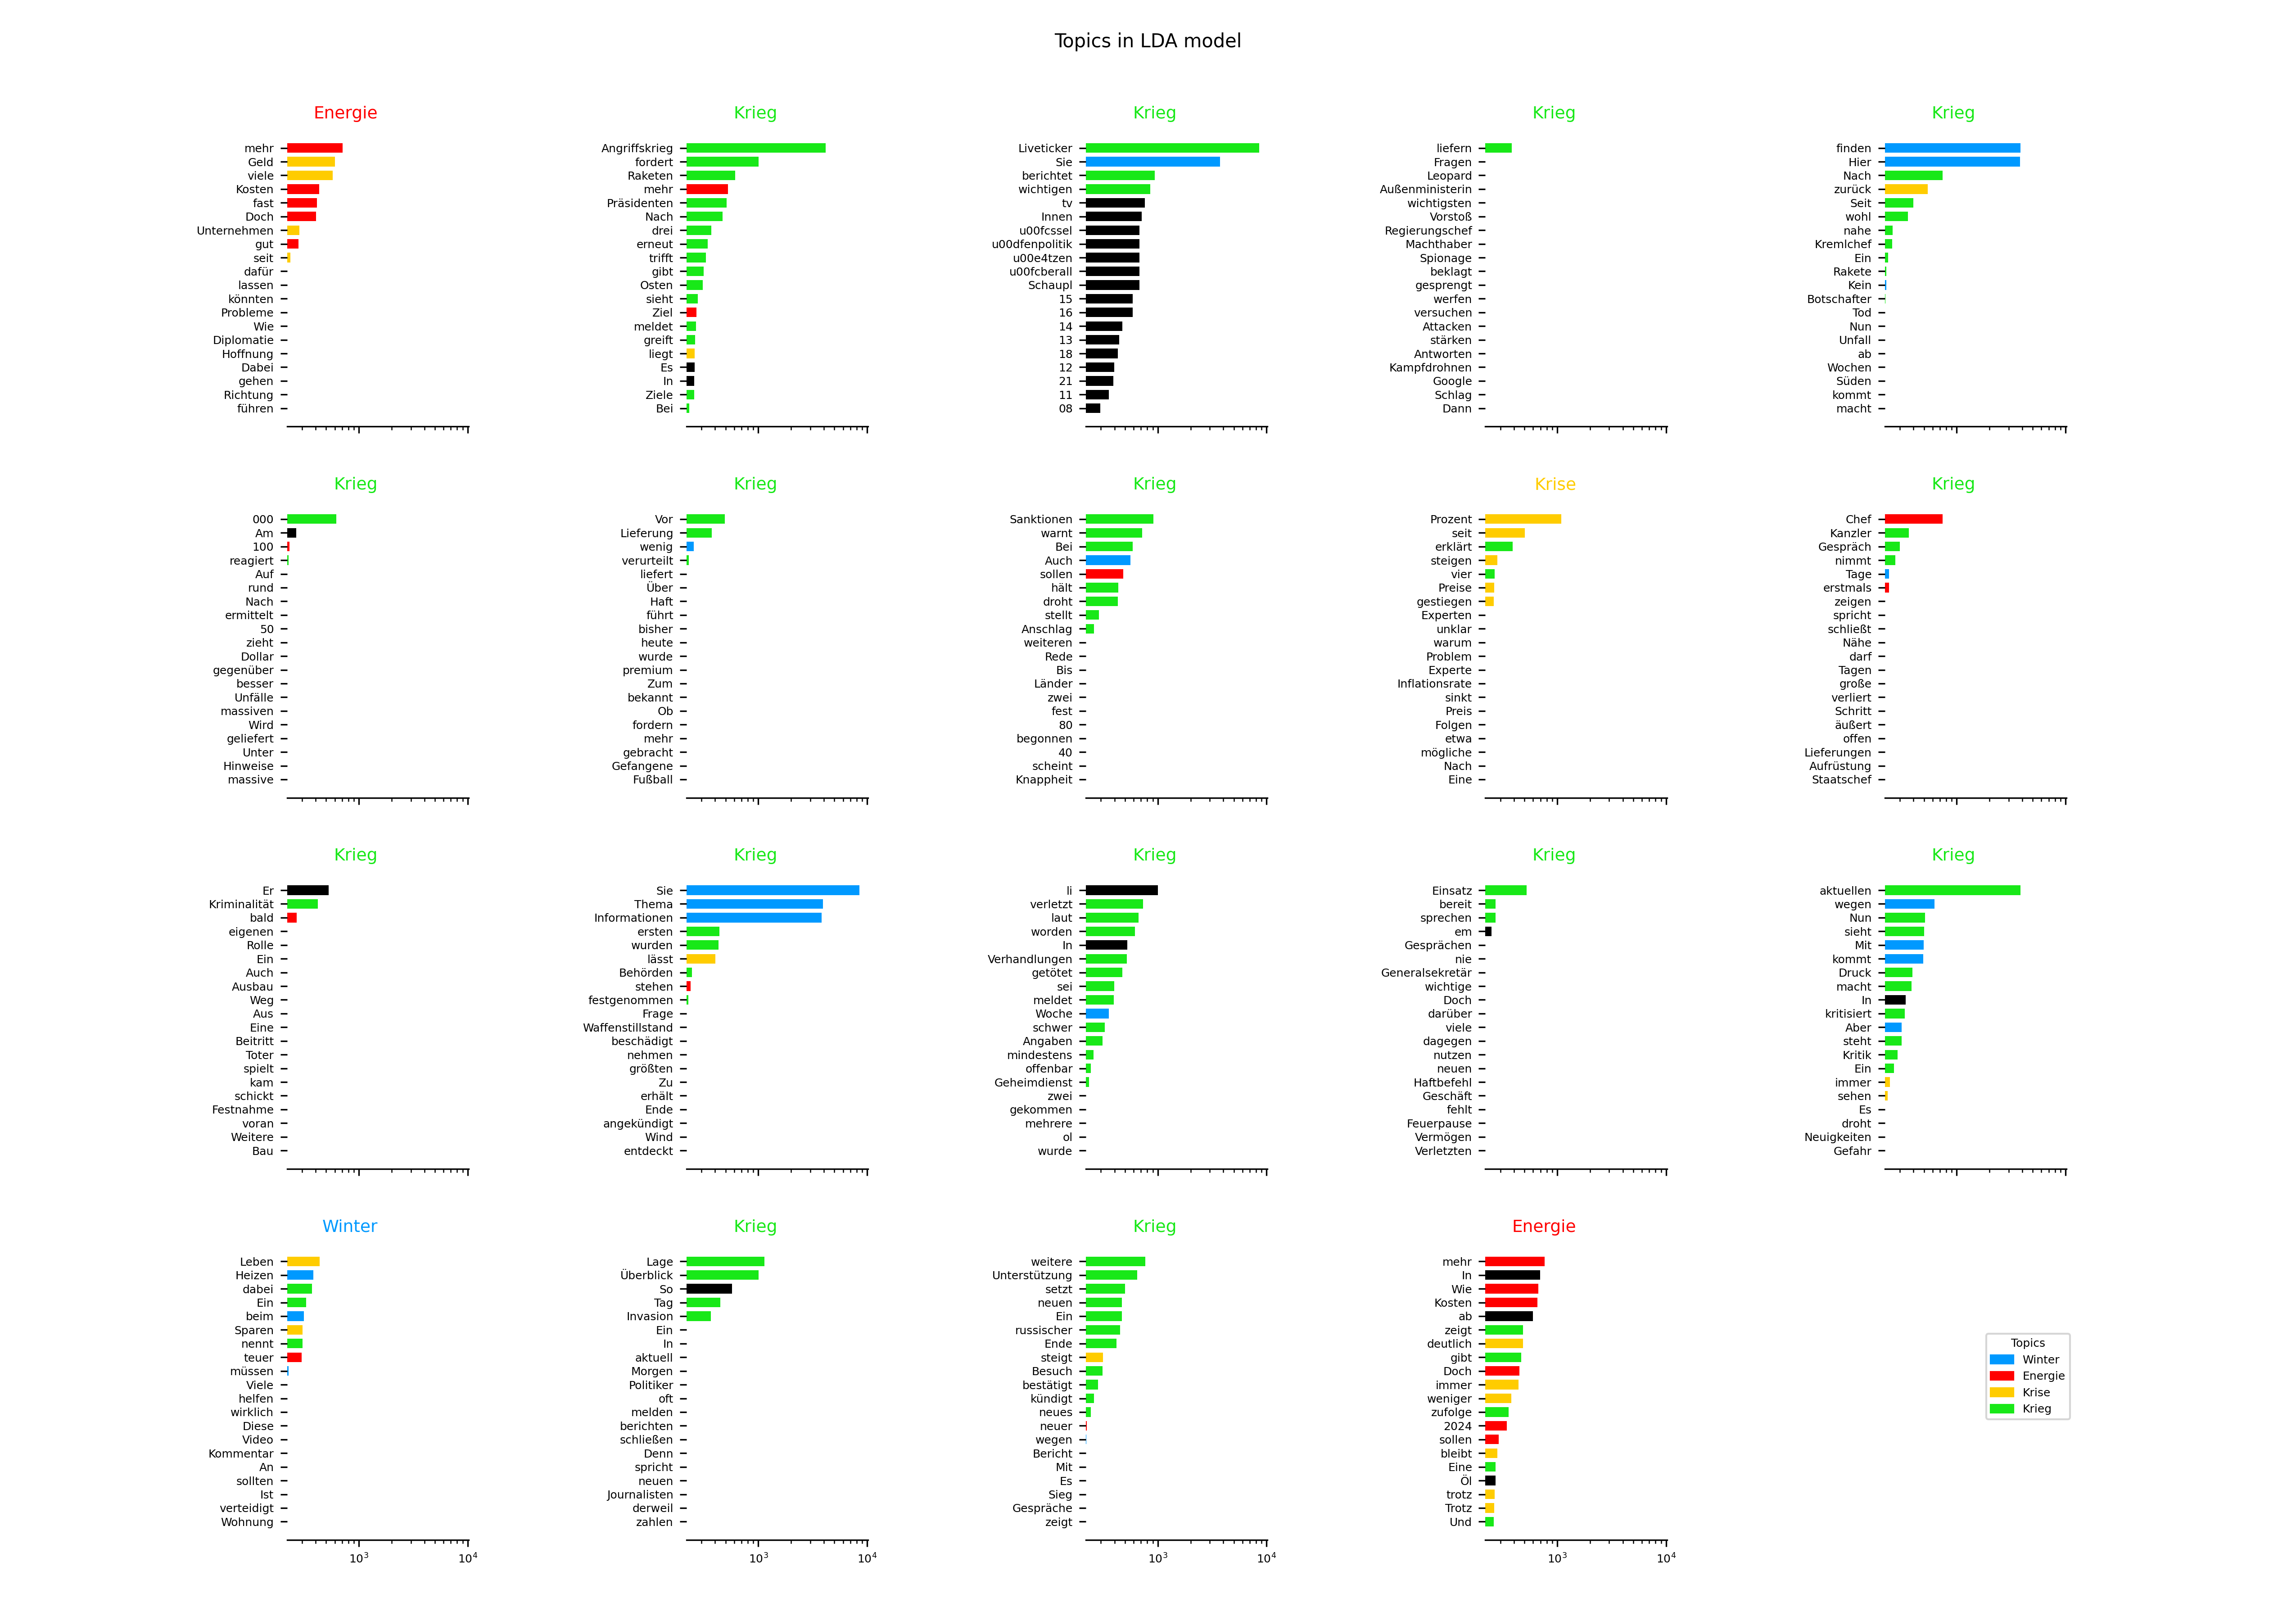 Topics in LDA model
Energie
mehr
Geld
viele
Kosten
fast
Doch
Unternehmen
gut
seit
dafür
lassen
könnten
Probleme
Wie
Diplomatie
Hoffnung
Dabei
gehen
Richtung
führen
Krieg
Angriffskrieg
fordert
Raketen
mehr
Präsidenten
Nach
drei
erneut
trifft
gibt
Osten
sieht
Ziel
meldet
greift
liegt
Es
In
Ziele
Bei
Krieg
Liveticker
Sie
berichtet
wichtigen
tv
Innen
u00fcssel
u00dfenpolitik
u00e4tzen
u00fcberall
Schaupl
15
16
14
13
18
12
21
11
08
Krieg
liefern
Fragen
Leopard
Außenministerin
wichtigsten
Vorstoß
Regierungschef
Machthaber
Spionage
beklagt
gesprengt
werfen
versuchen
Attacken
stärken
Antworten
Kampfdrohnen
Google
Schlag
Dann
Krieg
finden
Hier
Nach
zurück
Seit
wohl
nahe
Kremlchef
Ein
Rakete
Kein
Botschafter
Tod
Nun
Unfall
ab
Wochen
Süden
kommt
macht
Krieg
000
Am
100
reagiert
Auf
rund
Nach
ermittelt
50
zieht
Dollar
gegenüber
besser
Unfälle
massiven
Wird
geliefert
Unter
Hinweise
massive
Krieg
Vor
Lieferung
wenig
verurteilt
liefert
Über
Haft
führt
bisher
heute
wurde
premium
Zum
bekannt
Ob
fordern
mehr
gebracht
Gefangene
Fußball
Krieg
Sanktionen
warnt
Bei
Auch
sollen
hält
droht
stellt
Anschlag
weiteren
Rede
Bis
Länder
zwei
fest
80
begonnen
40
scheint
Knappheit
Krise
Prozent
seit
erklärt
steigen
vier
Preise
gestiegen
Experten
unklar
warum
Problem
Experte
Inflationsrate
sinkt
Preis
Folgen
etwa
mögliche
Nach
Eine
Krieg
Chef
Kanzler
Gespräch
nimmt
Tage
erstmals
zeigen
spricht
schließt
Nähe
darf
Tagen
große
verliert
Schritt
äußert
offen
Lieferungen
Aufrüstung
Staatschef
Krieg
Er
Kriminalität
bald
eigenen
Rolle
Ein
Auch
Ausbau
Weg
Aus
Eine
Beitritt
Toter
spielt
kam
schickt
Festnahme
voran
Weitere
Bau
Krieg
Sie
Thema
Informationen
ersten
wurden
lässt
Behörden
stehen
festgenommen
Frage
Waffenstillstand
beschädigt
nehmen
größten
Zu
erhält
Ende
angekündigt
Wind
entdeckt
Krieg
li
verletzt
laut
worden
In
Verhandlungen
getötet
sei
meldet
Woche
schwer
Angaben
mindestens
offenbar
Geheimdienst
zwei
gekommen
mehrere
ol
wurde
Krieg
Einsatz
bereit
sprechen
em
Gesprächen
nie
Generalsekretär
wichtige
Doch
darüber
viele
dagegen
nutzen
neuen
Haftbefehl
Geschäft
fehlt
Feuerpause
Vermögen
Verletzten
Krieg
aktuellen
wegen
Nun
sieht
Mit
kommt
Druck
macht
In
kritisiert
Aber
steht
Kritik
Ein
immer
sehen
Es
droht
Neuigkeiten
Gefahr
Winter
Leben
Heizen
dabei
Ein
beim
Sparen
nennt
teuer
müssen
Viele
helfen
wirklich
Diese
Video
Kommentar
An
sollten
Ist
verteidigt
Wohnung
10³ 10⁴
Krieg
Lage
Überblick
So
Tag
Invasion
Ein
In
aktuell
Morgen
Politiker
oft
melden
berichten
schließen
Denn
spricht
neuen
Journalisten
derweil
zahlen
10³ 10⁴
Krieg
weitere
Unterstützung
setzt
neuen
Ein
russischer
Ende
steigt
Besuch
bestätigt
kündigt
neues
neuer
wegen
Bericht
Mit
Es
Sieg
Gespräche
zeigt
10³ 10⁴
Energie
mehr
In
Wie
Kosten
ab
zeigt
deutlich
gibt
Doch
immer
weniger
zufolge
2024
sollen
bleibt
Eine
Öl
trotz
Trotz
Und
10³ 10⁴
Topics
Winter
Energie
Krise
Krieg